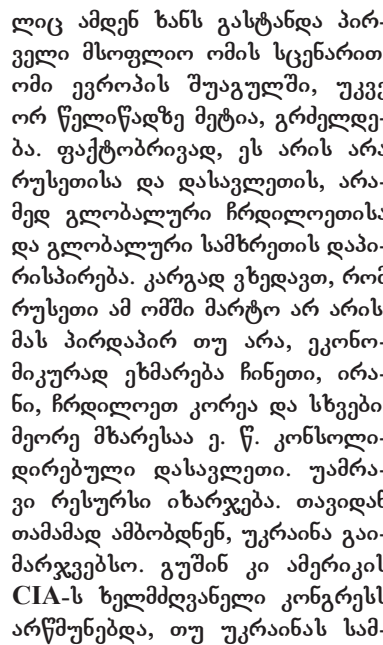 ლიც ამდენ ხანს გასტანდა პირ-
ველი მსოფლიო ომის სცენარით
ომი ევროპის შუაგულში, უკვე
ორ წელიწადზე მეტია, გრძელდე-
ბა. ფაქტობრივად, ეს არის არა
რუსეთისა და დასავლეთის, არა-
მედ გლობალური ჩრდილოეთისა
და გლობალური სამხრეთის დაპი-
რისპირება. კარგად ვხედავთ, რომ
რუსეთი ამ ომში მარტო არ არის
მას პირდაპირ თუ არა, ეკონო-
მიკურად ეხმარება ჩინეთი, ირა-
ნი, ჩრდილოეთ კორეა და სხვები
მეორე მხარესაა ე. წ. კონსოლი-
დირებული დასავლეთი. უამრა-
ვი რესურსი იხარჯება. თავიდან
თამამად ამბობდნენ, უკრაინა გაი-
მარჯვებსო. გუშინ კი ამერიკის
CIA-ს ხელმძღვანელი კონგრესს
არწმუნებდა, თუ უკრაინას სამ-